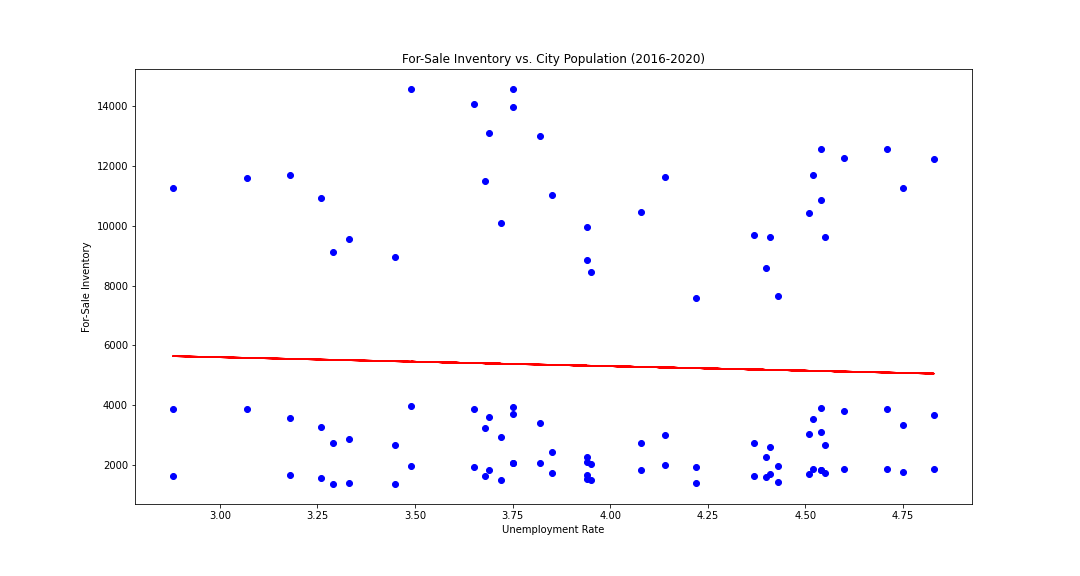 For-Sale Inventory vs. City Population (2016-2020)
14000
12000
10000
8000
6000
4000
2000
For-Sale Inventory
3.00 3.25 3.50 3.75 4.00 4.25 4.50 4.75
Unemployment Rate